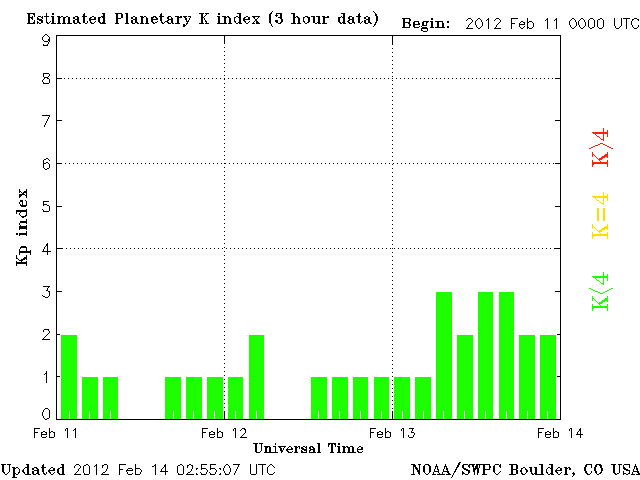 Estimated Planetary K index (3 hour data) Begin: 2012 Feb 11 0000 UTC
9
8
7
6
5
4
3
2
1
0
Kp index
K>4
K=4
K<4
Feb 11 Feb 12 Feb 13 Feb 14
Universal Time
Updated 2012 Feb 14 02:55:07 UTC NOAA/SWPC Boulder, CO USA